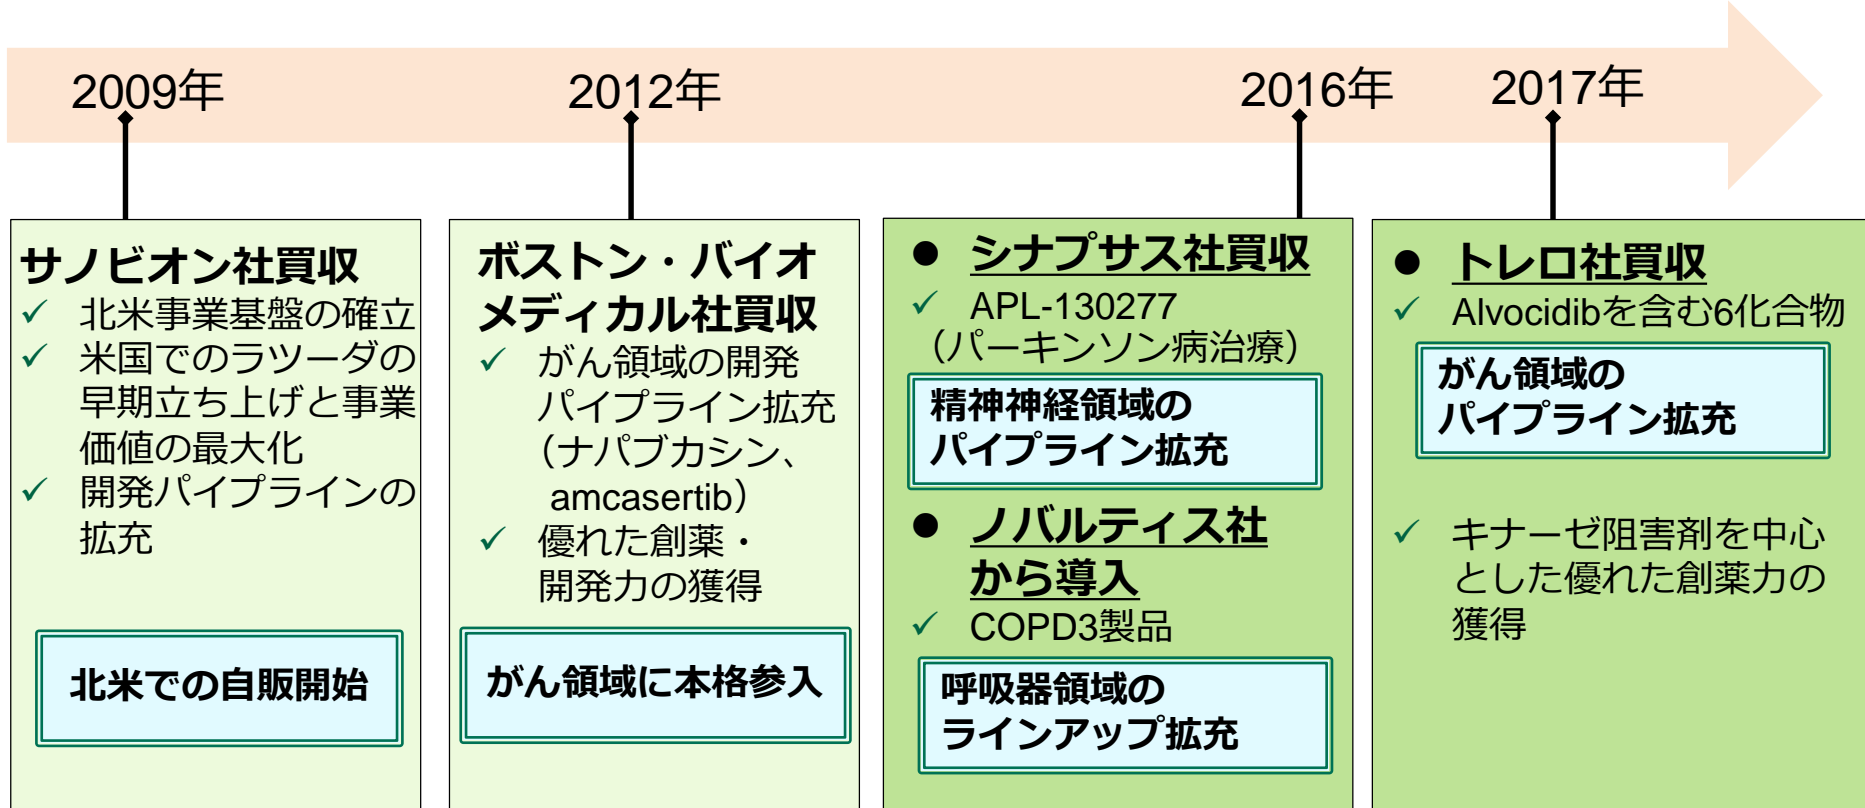 2009年
2012年
2016年
2017年
サノビオン社買収
✓ 北米事業基盤の確立
✓ 米国でのラツーダの
早期立ち上げと事業
価値の最大化
✓ 開発パイプラインの
拡充
北米での自販開始
ボストン・バイオ
メディカル社買収
✓ がん領域の開発
パイプライン拡充
（ナパブカシン、
amcasertib）
✓ 優れた創薬・
開発力の獲得
がん領域に本格参入
● シナプサス社買収
✓ APL-130277
（パーキンソン病治療）
精神神経領域の
パイプライン拡充
● ノバルティス社
から導入
✓ COPD3製品
呼吸器領域の
ラインアップ拡充
● トレロ社買収
✓ Alvocidibを含む6化合物
がん領域の
パイプライン拡充
✓ キナーゼ阻害剤を中心
とした優れた創薬力の
獲得